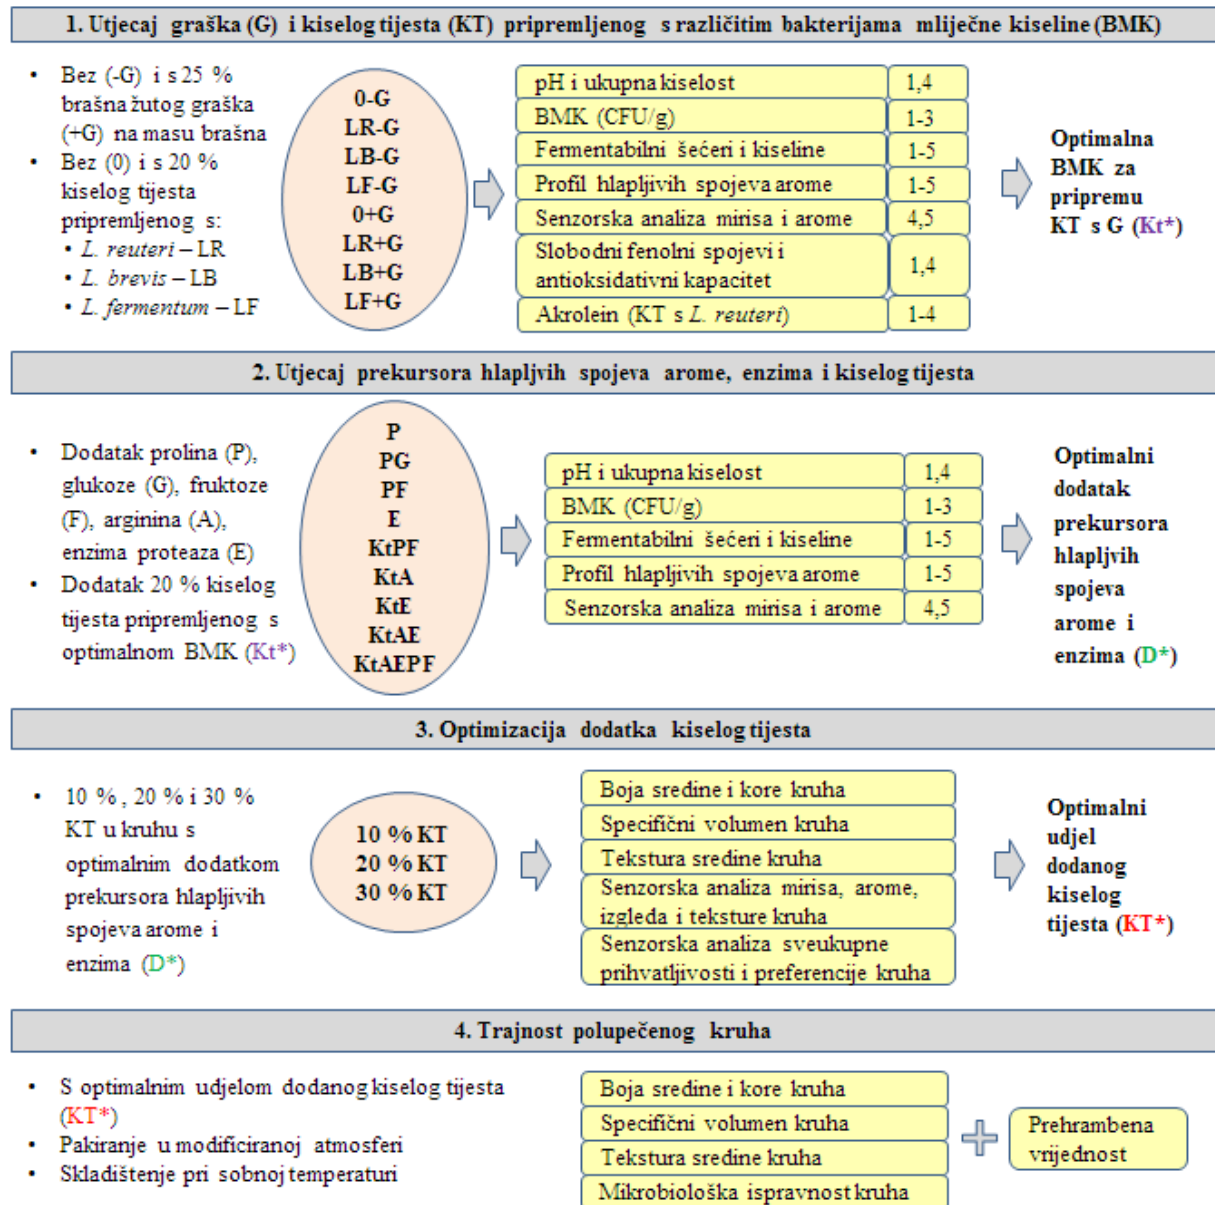 1. Utjecaj graška (G) i kiselog tijesta (KT) pripremljenog s različitim bakterijama mliječne kiseline (BMK)
• Bez (-G) i s 25 %
brašna žutog graška
(+G) na masu brašna
• Bez (0) i s 20 %
kiselog tijesta
pripremljenog s:
• L. reuteri – LR
• L. brevis – LB
• L. fermentum – LF
0-G
LR-G
LB-G
LF-G
0+G
LR+G
LB+G
LF+G
pH i ukupna kiselost 1,4
BMK (CFU/g) 1-3
Fermentabilni šećeri i kiseline 1-5
Profil hlapljivih spojeva arome 1-5
Senzorska analiza mirisa i arome 4,5
Slobodni fenolni spojevi i
antioksidativni kapacitet 1,4
Akrolein (KT s L. reuteri) 1-4
Optimalna
BMK za
pripremu
KT s G (Kt*)
2. Utjecaj prekursora hlapljvih spojeva arome, enzima i kiselog tijesta
• Dodatak prolina (P),
glukoze (G), fruktoze
(F), arginina (A),
enzima proteaza (E)
• Dodatak 20 % kiselog
tijesta pripremljenog s
optimalnom BMK (Kt*)
P
PG
PF
E
KtPF
KtA
KtE
KtAE
KtAEPF
pH i ukupna kiselost 1,4
BMK (CFU/g) 1-3
Fermentabilni šećeri i kiseline 1-5
Profil hlapljivih spojeva arome 1-5
Senzorska analiza mirisa i arome 4,5
Optimalni
dodatak
prekursora
hlapljvih
spojeva
arome i
enzima (D*)
3. Optimizacija dodatka kiselog tijesta
• 10 %, 20 % i 30 %
KT u kruhu s
optimalnim dodatkom
prekursora hlapljivih
spojeva arome i
enzima (D*)
10 % KT
20 % KT
30 % KT
Boja sredine i kore kruha
Specifični volumen kruha
Tekstura sredine kruha
Senzorska analiza mirisa, arome,
izgleda i teksture kruha
Senzorska analiza sveukupne
prihvatljivosti i preferencije kruha
Optimalni
udjel
dodanog
kiselog
tijesta (KT*)
4. Trajnost polupečenog kruha
• S optimalnim udjelom dodanog kiselog tijesta
(KT*)
• Pakiranje u modificiranoj atmosferi
• Skladištenje pri sobnoj temperaturi
Boja sredine i kore kruha
Specifični volumen kruha
Tekstura sredine kruha
Mikrobiološka ispravnost kruha
Prehrambena
vrijednost